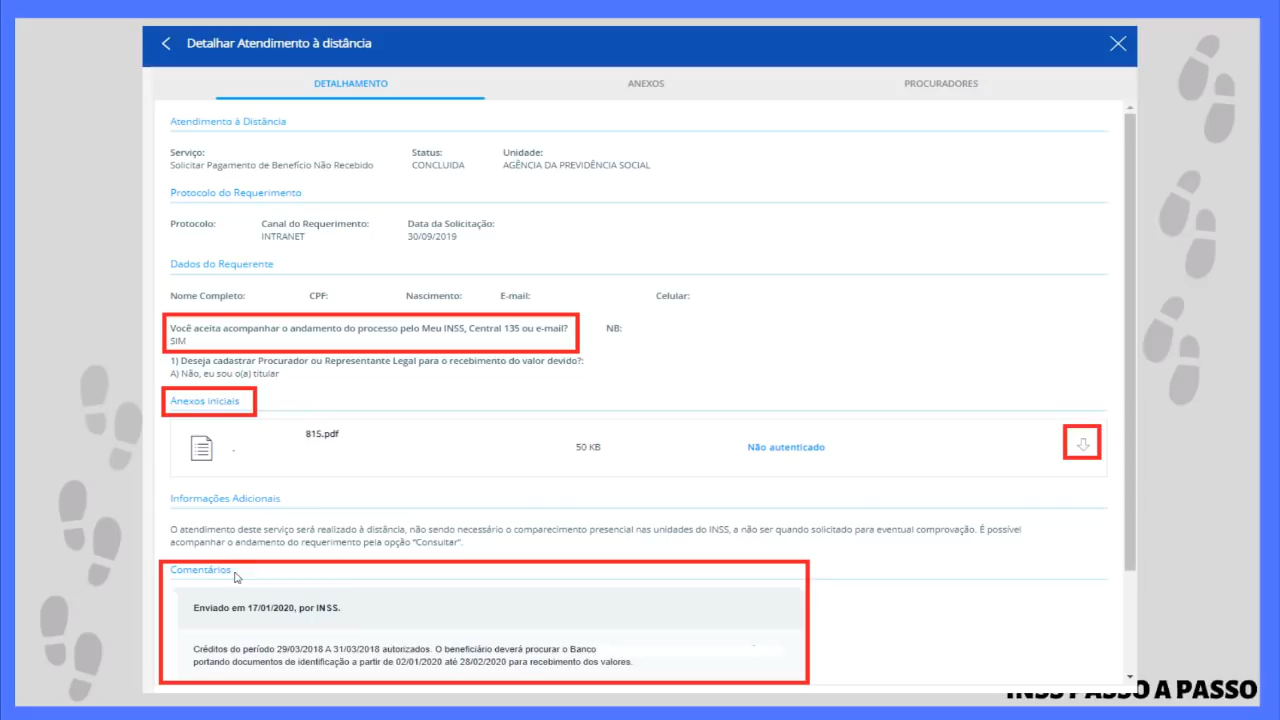 Detalhar Atendimento à distância
DETALHAMENTO ANEXOS PROCURADORES
Atendimento à Distância
Serviço: Status: Unidade:
Solicitar Pagamento de Benefício Não Recebido CONCLUIDA AGÊNCIA DA PREVIDÊNCIA SOCIAL
Protocolo do Requerimento
Protocolo: Canal do Requerimento: Data da Solicitação:
INTRANET 30/09/2019
Dados do Requerente
Nome Completo: CPF: Nascimento: E-mail: Celular:
Você aceita acompanhar o andamento do processo pelo Meu INSS, Central 135 ou e-mail? NB:
SIM
1) Deseja cadastrar Procurador ou Representante Legal para o recebimento do valor devido?:
A) Não, eu sou o(a) titular
Anexos iniciais
815.pdf
- 50 KB Não autenticado
Informações Adicionais
O atendimento deste serviço será realizado à distância, não sendo necessário o comparecimento presencial nas unidades do INSS, a não ser quando solicitado para eventual comprovação. É possível
acompanhar o andamento do requerimento pela opção "Consultar".
Comentários
Enviado em 17/01/2020, por INSS.
Créditos do período 29/03/2018 A 31/03/2018 autorizados. O beneficiário deverá procurar o Banco
portando documentos de identificação a partir de 02/01/2020 até 28/02/2020 para recebimento dos valores.
INSS PASSO A PASSO